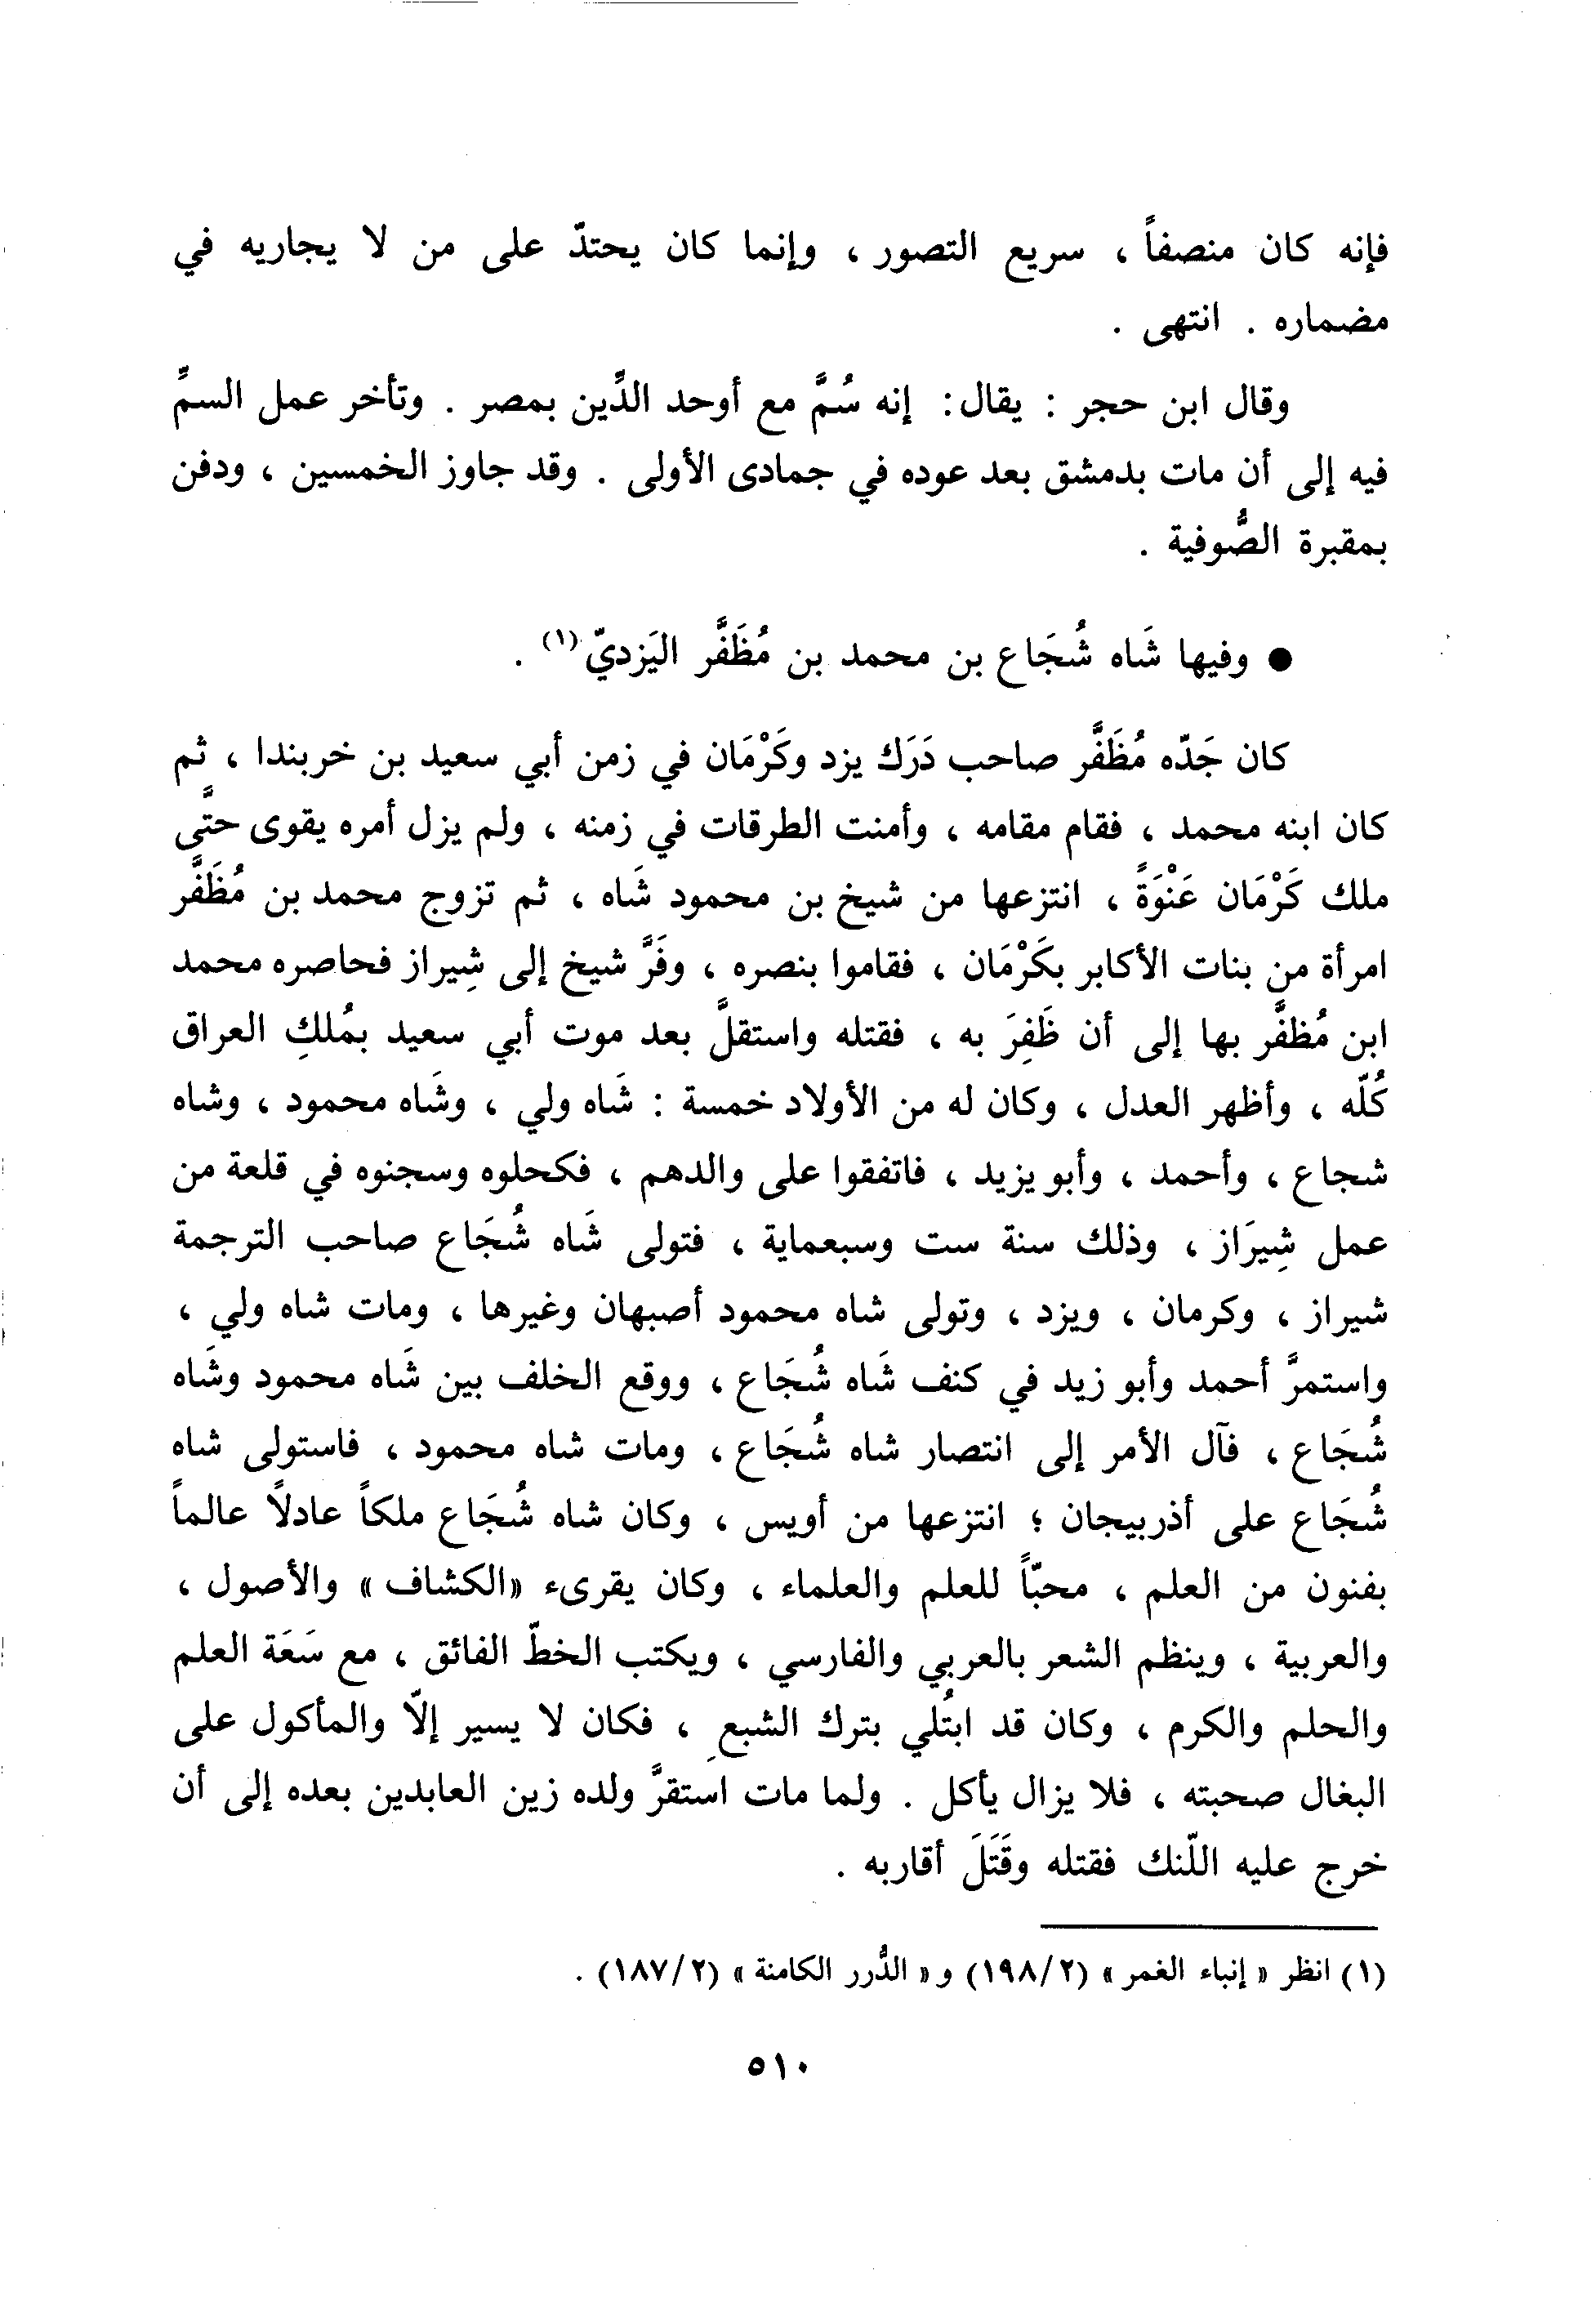 فإنه كان منصفاً ، سريع التصور ، وإنما كان يحتدّ على من لا يجاريه في
مضماره . انتهى .
وقال ابن حجر : يقال: إنه سُمَّ مع أوحد الدِّين بمصر . وتأخر عمل السمِّ
فيه إلى أن مات بدمشق بعد عوده في جمادى الأولى . وقد جاوز الخمسين ، ودفن
بمقبرة الصُّوفية .
● وفيها شَاه شُجَاع بن محمد بن مُظَفَّر اليَزديّ(١) .
كان جَدّه مُظَفَّر صاحب دَرَك يزد وكَرْمَان في زمن أبي سعيد بن خربندا ، ثم
كان ابنه محمد ، فقام مقامه ، وأمنت الطرقات في زمنه ، ولم يزل أمره يقوى حتَّى
ملك كَرْمَان عَنْوَةً ، انتزعها من شيخ بن محمود شَاه ، ثم تزوج محمد بن مُظَفَّر
امرأة من بنات الأكابر بكَرْمَان ، فقاموا بنصره ، وفَرَّ شيخ إلى شِيراز فحاصره محمد
ابن مُظفَّر بها إلى أن ظَفِرَ به ، فقتله واستقلَّ بعد موت أبي سعيد بمُلكِ العراق
كُلّه ، وأظهر العدل ، وكان له من الأولاد خمسة : شَاه ولي ، وشَاه محمود ، وشاه
شجاع ، وأحمد ، وأبو يزيد ، فاتفقوا على والدهم ، فكحلوه وسجنوه في قلعة من
عمل شِيرَاز ، وذلك سنة ست وسبعماية ، فتولى شَاه شُجَاع صاحب الترجمة
شيراز ، وكرمان ، ويزد ، وتولى شاه محمود أصبهان وغيرها ، ومات شاه ولي ،
واستمرَّ أحمد وأبو زيد في كنف شَاه شُجَاع ، ووقع الخلف بين شَاه محمود وشَاه
شُجَاع ، فآل الأمر إلى انتصار شاه شُجَاع ، ومات شاه محمود ، فاستولى شاه
شُجَاع على أذربيجان ؛ انتزعها من أويس ، وكان شاه شُجَاع ملكاً عادلاً عالماً
بفنون من العلم ، محبّاً للعلم والعلماء ، وكان يقرىء «الكشاف» والأصول ،
والعربية ، وينظم الشعر بالعربي والفارسي ، ويكتب الخطّ الفائق ، مع سَعَة العلم
والحلم والكرم ، وكان قد ابتُلي بترك الشبعِ ، فكان لا يسير إلّا والمأكول على
البغال صحبته ، فلا يزال يأكل . ولما مات استقرَّ ولده زين العابدين بعده إلى أن
خرج عليه اللّنك فقتله وقَتَلَ أقاربه .
(١) انظر « إنباء الغمر » (١٩٨/٢) و « الدُّرر الكامنة » (١٨٧/٢) .
٥١٠